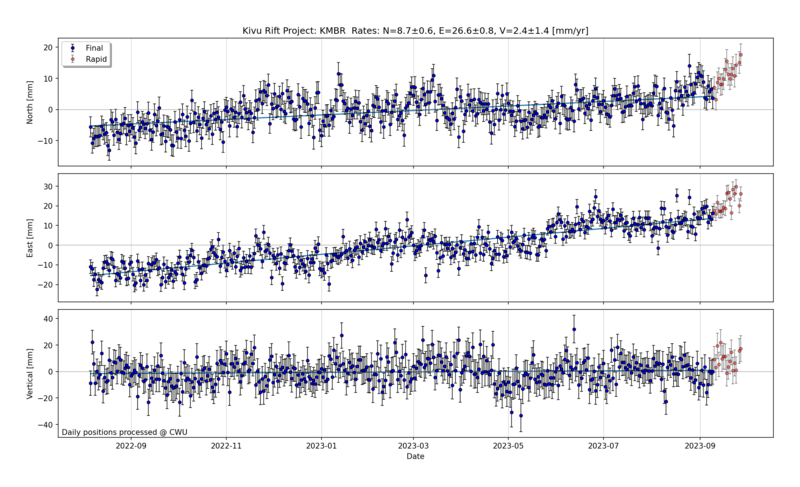 Kivu Rift Project: KMBR Rates: N=8.7±0.6, E=26.6±0.8, V=2.4±1.4 [mm/yr]
Final
Rapid
North [mm]
20
10
0
−10
East [mm]
30
20
10
0
−10
−20
Vertical [mm]
40
20
0
−20
−40
Daily positions processed @ CWU
2022-09 2022-11 2023-01 2023-03 2023-05 2023-07 2023-09
Date